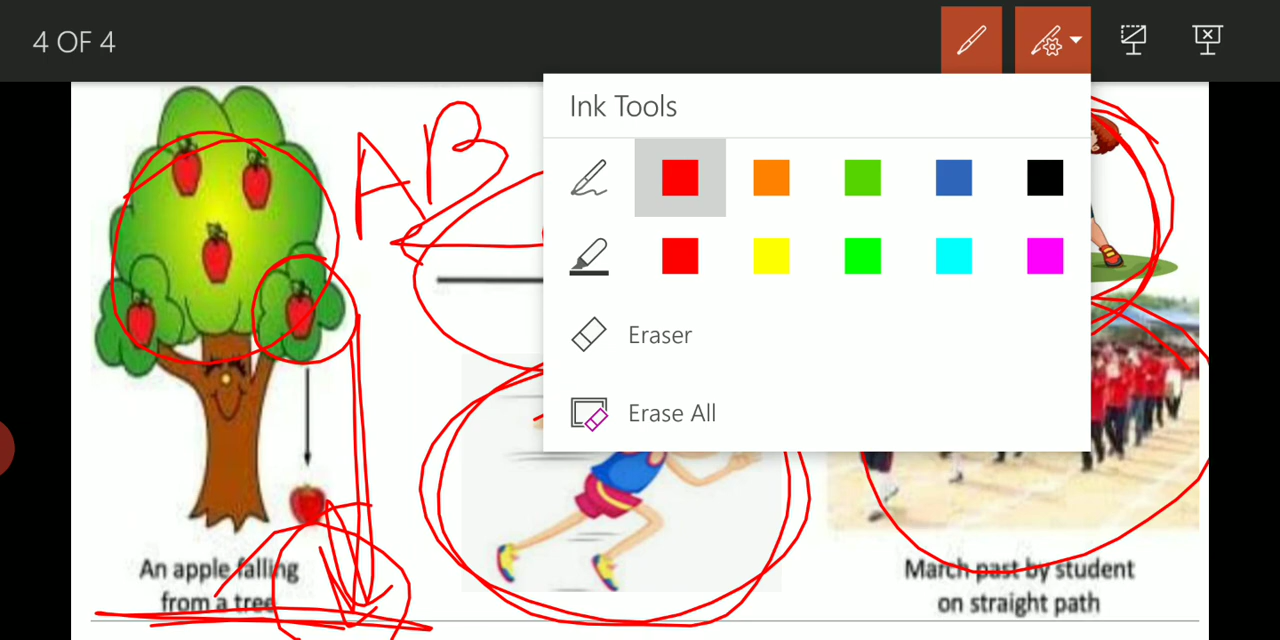 4 OF 4
Ink Tools
AB
Eraser
Erase All
An apple falling
from a tree
March past by student
on straight path